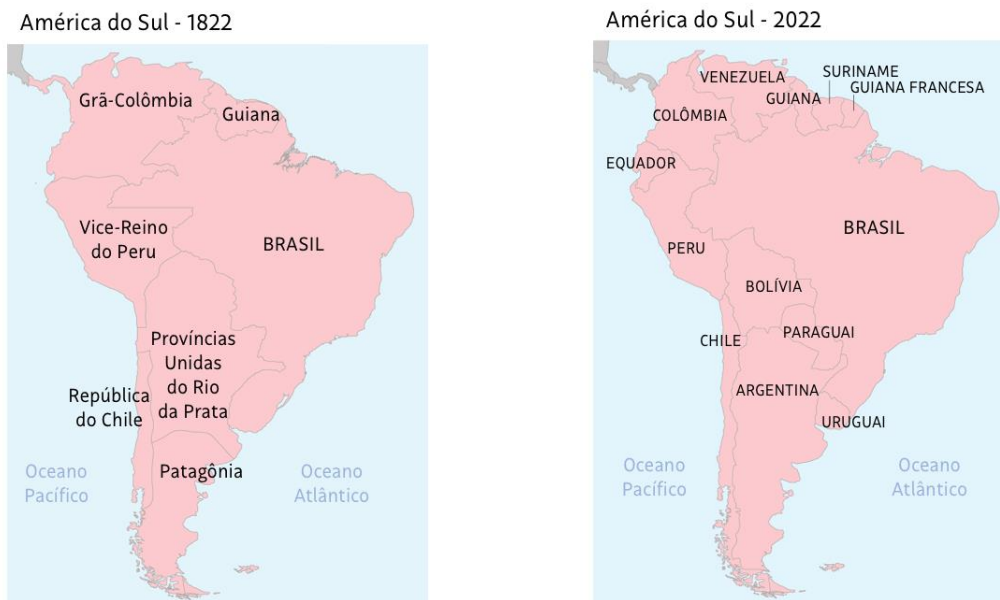 América do Sul - 1822
Grã-Colômbia
Guiana
Vice-Reino
do Peru
BRASIL
Províncias
Unidas
do Rio
da Prata
República
do Chile
Patagônia
Oceano
Pacífico
Oceano
Atlântico
América do Sul - 2022
VENEZUELA
SURINAME
GUIANA
GUIANA FRANCESA
COLÔMBIA
EQUADOR
BRASIL
PERU
BOLÍVIA
PARAGUAI
CHILE
ARGENTINA
URUGUAI
Oceano
Pacífico
Oceano
Atlântico